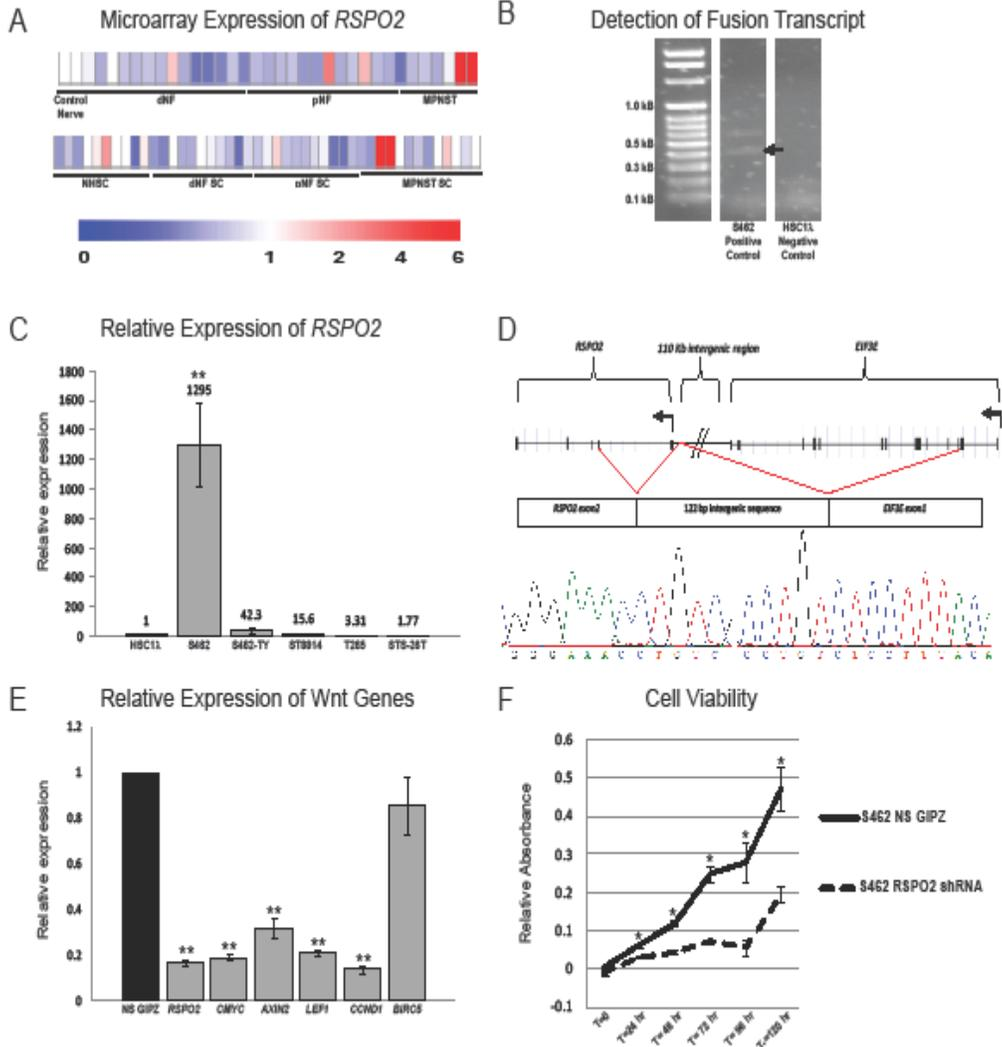 A
Microarray Expression of RSPO2
Control Nerve
dNF
pNF
MPNST
NHSC
dNF SC
pNF SC
MPNST SC
0 1 2 4 6
B
Detection of Fusion Transcript
1.0 kB
0.5 kB
0.3 kB
0.1 kB
S462 Positive Control
HSC1λ Negative Control
C
Relative Expression of RSPO2
Relative expression
1800
1600
1400
1200
1000
800
600
400
200
0
**
1
1295
42.3
15.6
3.31
1.77
HSC1λ
S462
S462-TY
ST8814
T265
STS-26T
D
RSPO2
110 Kb intergenic region
EIF3E
RSPO2 exon2
122 bp intergenic sequence
EIF3E exon1
E
Relative Expression of Wnt Genes
Relative expression
1.2
1
0.8
0.6
0.4
0.2
0
** ** ** ** **
NS GIPZ
RSPO2
CMYC
AXIN2
LEF1
CCND1
BIRC5
F
Cell Viability
Relative Absorbance
0.6
0.5
0.4
0.3
0.2
0.1
0
-0.1
* * * * *
T=0
T=24 hr
T=48 hr
T=72 hr
T=96 hr
T=120 hr
S462 NS GIPZ
S462 RSPO2 shRNA